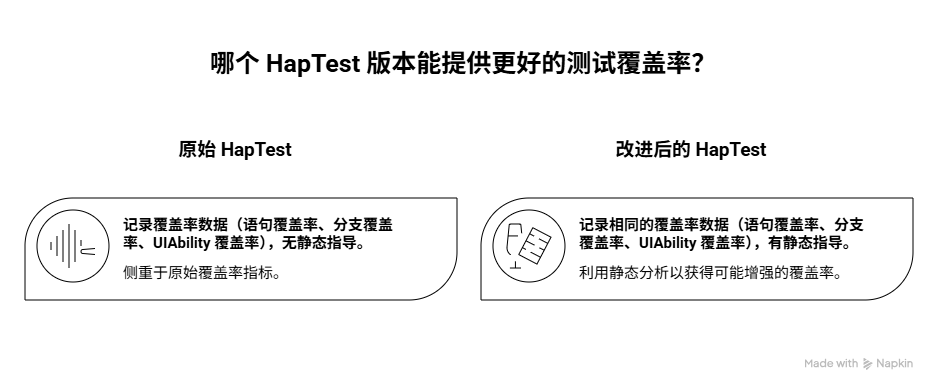 哪个 HapTest 版本能提供更好的测试覆盖率？
原始 HapTest
记录覆盖率数据（语句覆盖率、分支覆盖
率、UIAbility 覆盖率），无静态指导。
侧重于原始覆盖率指标。
改进后的 HapTest
记录相同的覆盖率数据（语句覆盖率、分支
覆盖率、UIAbility 覆盖率），有静态指导。
利用静态分析以获得可能增强的覆盖率。
Made with Napkin